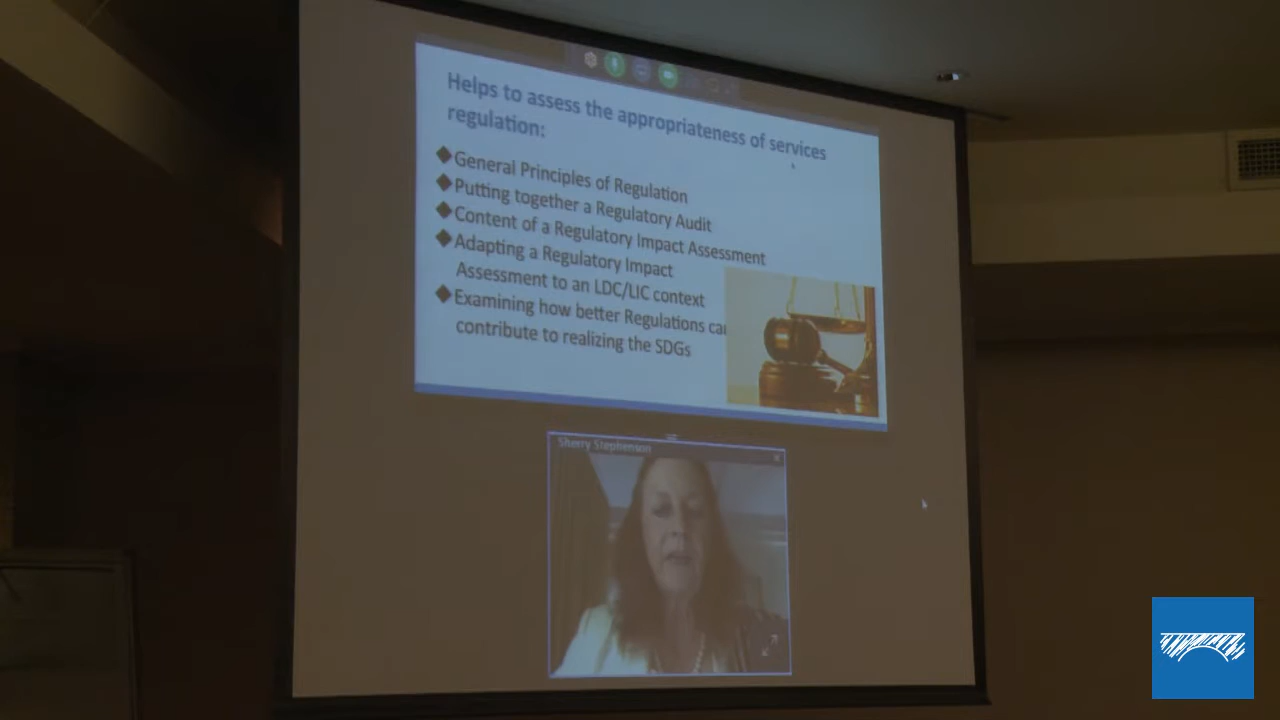 Helps to assess the appropriateness of services
regulation:
General Principles of Regulation
Putting together a Regulatory Audit
Content of a Regulatory Impact Assessment
Adapting a Regulatory Impact
Assessment to an LDC/LIC context
Examining how better Regulations ca
contribute to realizing the SDGs
Sherry Stephenson